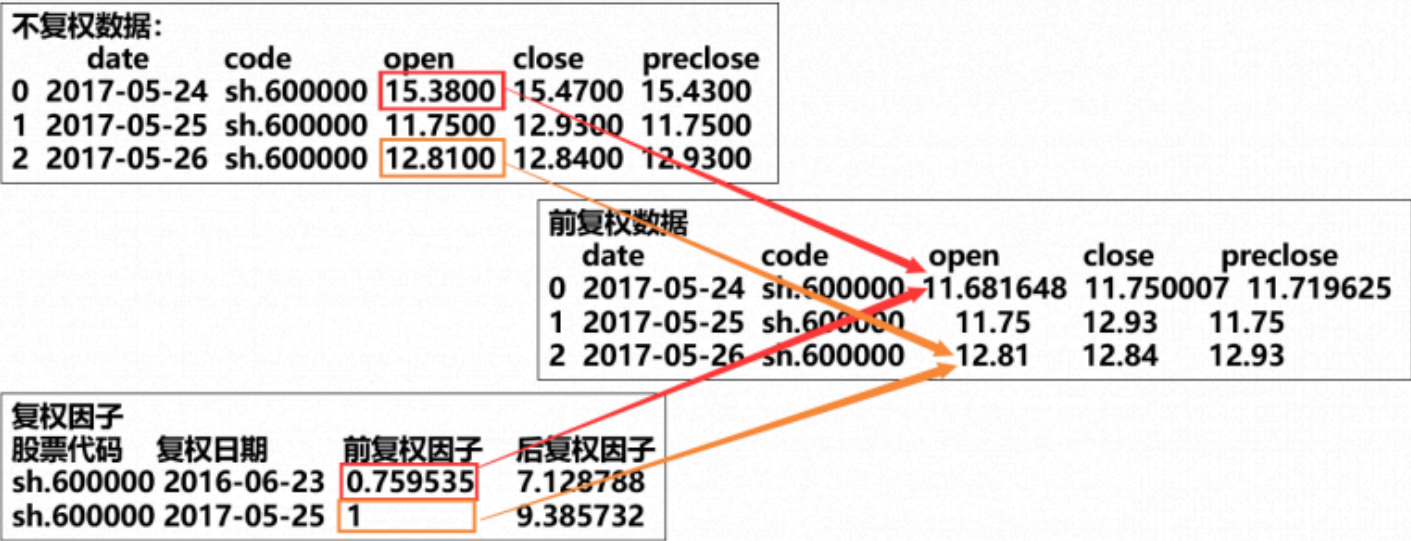 不复权数据:
date code open close preclose
0 2017-05-24 sh.600000 15.3800 15.4700 15.4300
1 2017-05-25 sh.600000 11.7500 12.9300 11.7500
2 2017-05-26 sh.600000 12.8100 12.8400 12.9300
前复权数据
date code open close preclose
0 2017-05-24 sh.600000 11.681648 11.750007 11.719625
1 2017-05-25 sh.600000 11.75 12.93 11.75
2 2017-05-26 sh.600000 12.81 12.84 12.93
复权因子
股票代码 复权日期 前复权因子 后复权因子
sh.600000 2016-06-23 0.759535 7.128788
sh.600000 2017-05-25 1 9.385732